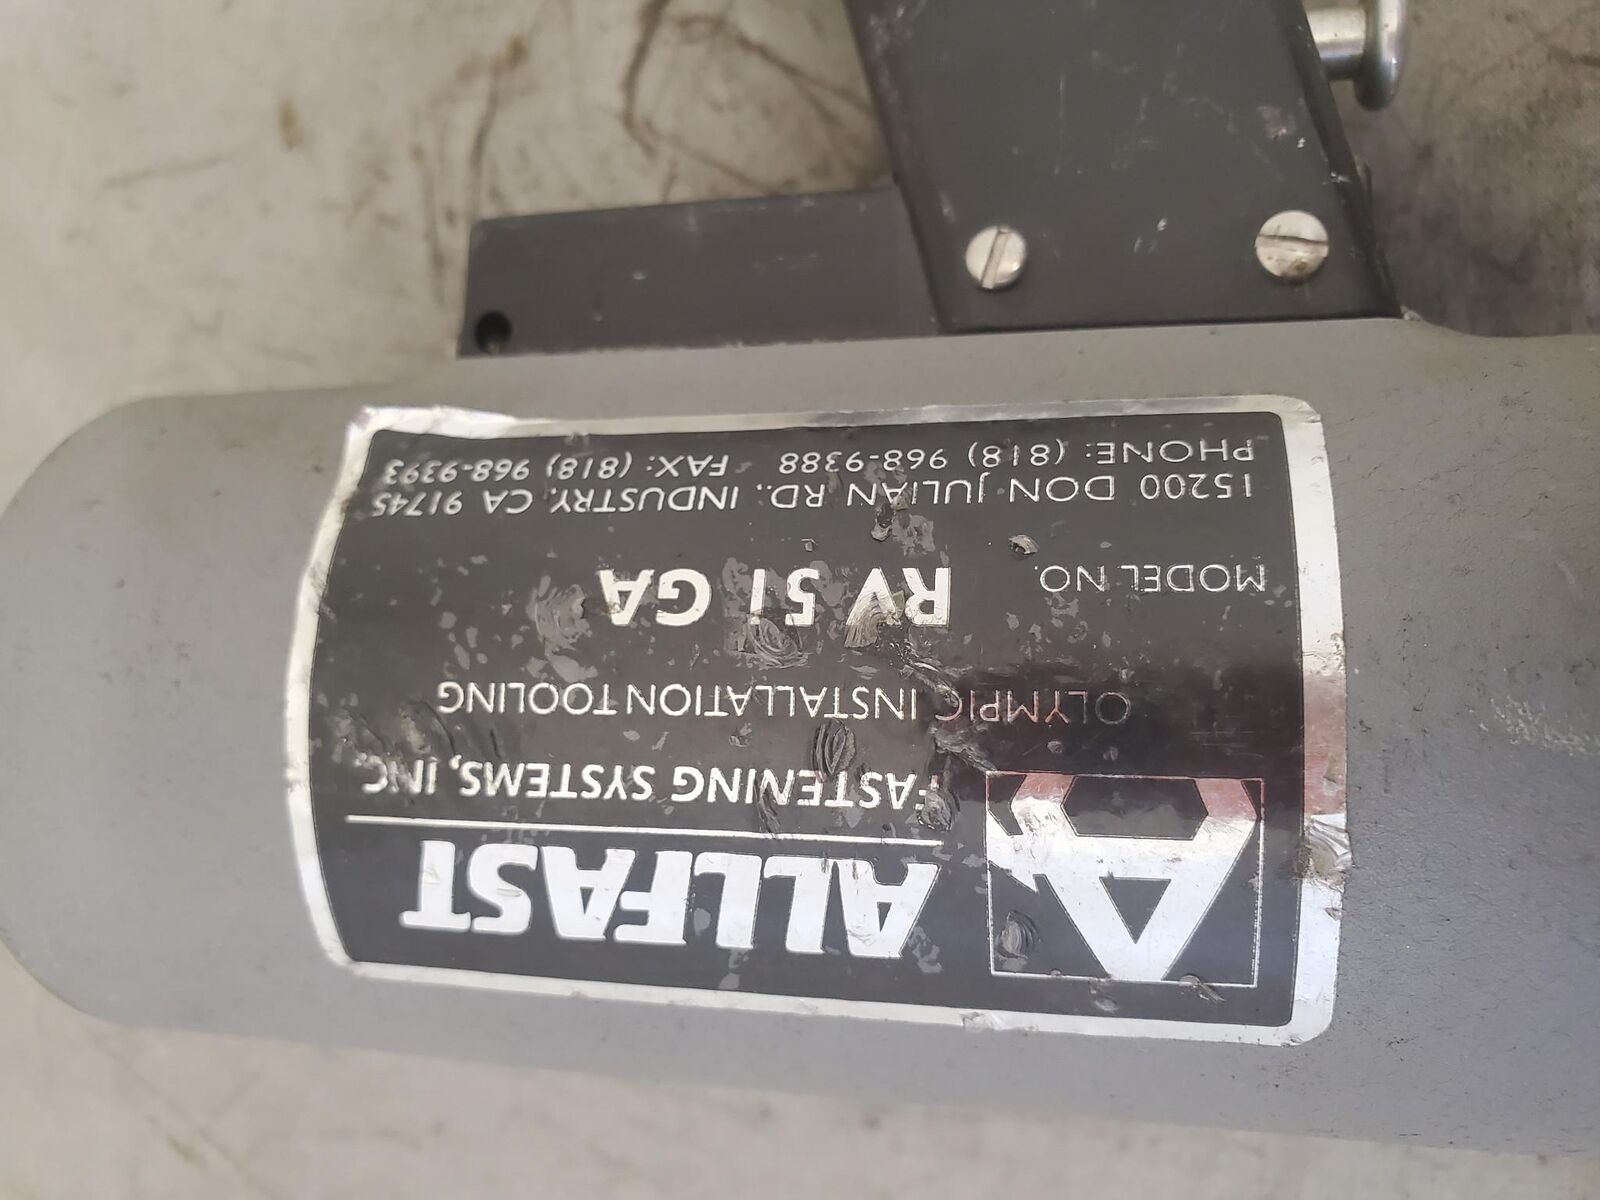 ALLFAST
FASTENING SYSTEMS, INC.
OLYMPIC INSTALLATION TOOLING
MODEL NO. RV 51 GA
15200 DON JULIAN RD., INDUSTRY, CA 91745
PHONE: (818) 968-9388 FAX: (818) 968-9393